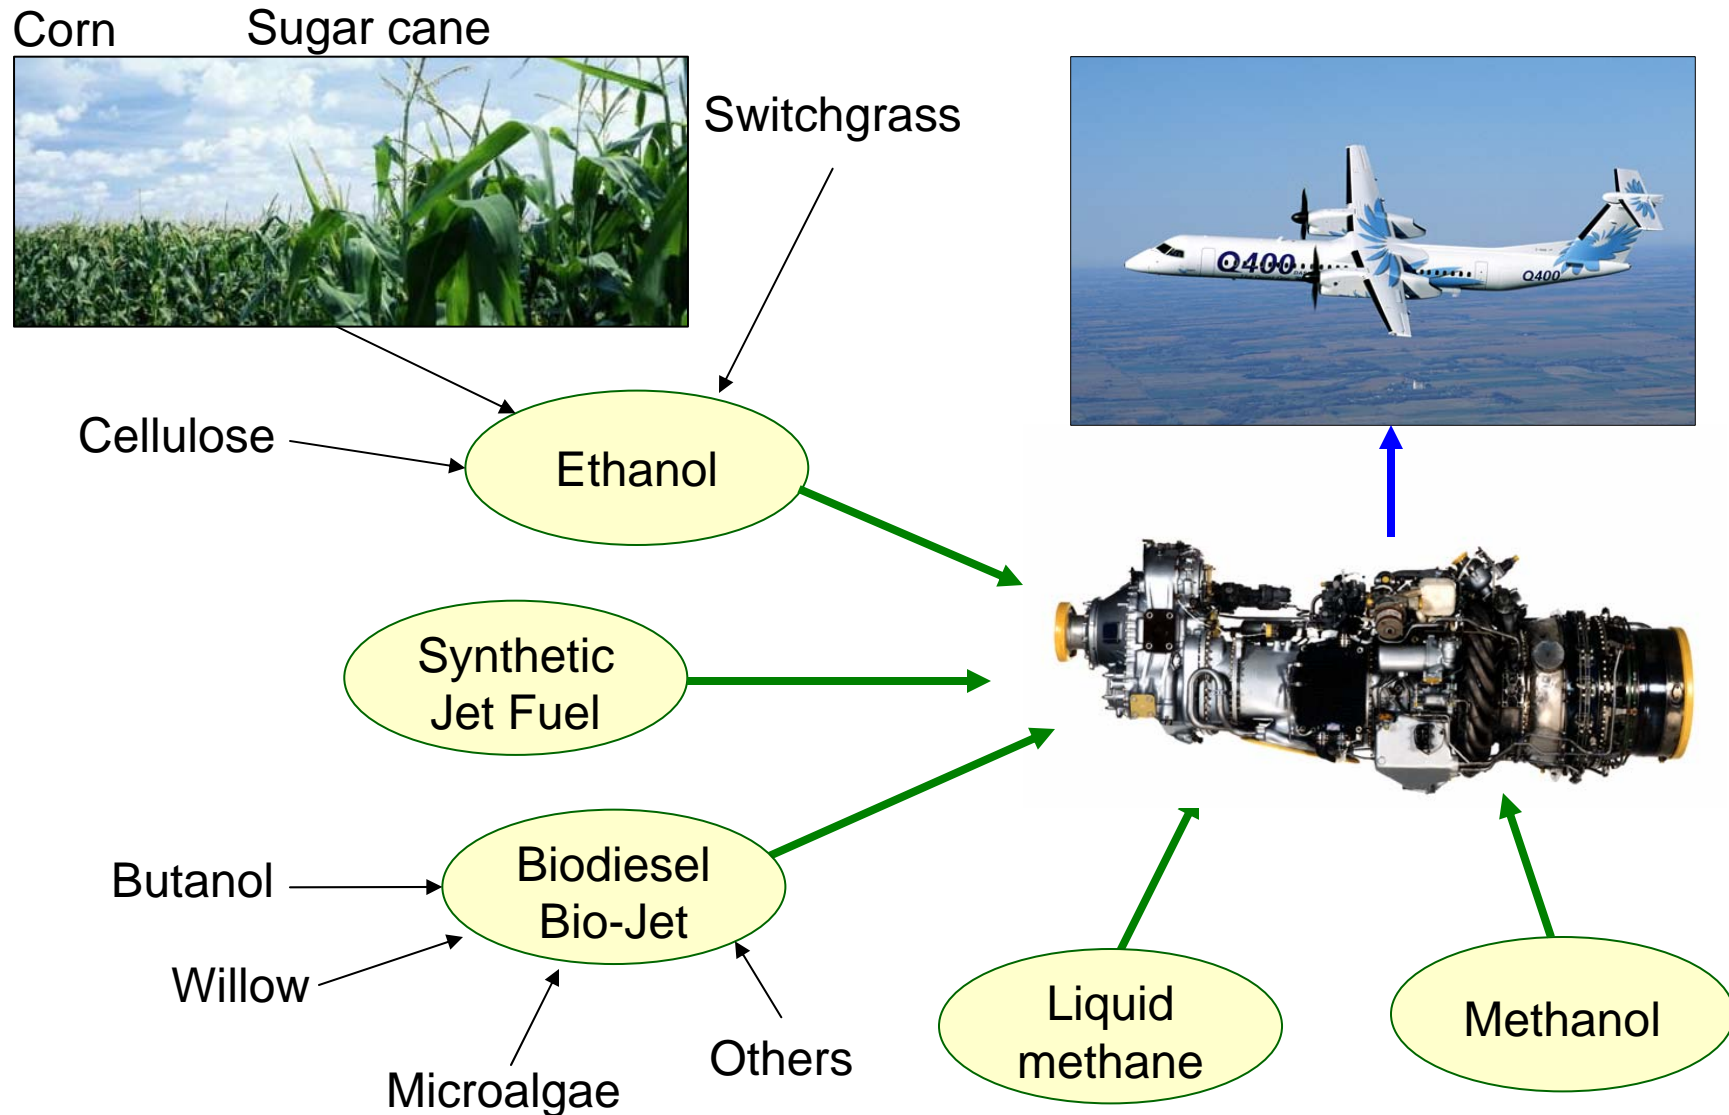 Corn
Sugar cane
Switchgrass
Q400
Q400
Cellulose
Ethanol
Synthetic
Jet Fuel
Biodiesel
Bio-Jet
Butanol
Willow
Microalgae
Others
Liquid
methane
Methanol